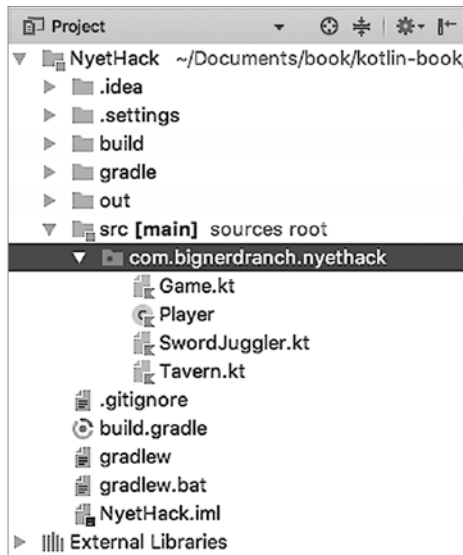 Project
NyetHack ~/Documents/book/kotlin-book/
.idea
.settings
build
gradle
out
src [main] sources root
com.bignerdranch.nyethack
Game.kt
Player
SwordJuggler.kt
Tavern.kt
.gitignore
build.gradle
gradlew
gradlew.bat
NyetHack.iml
External Libraries